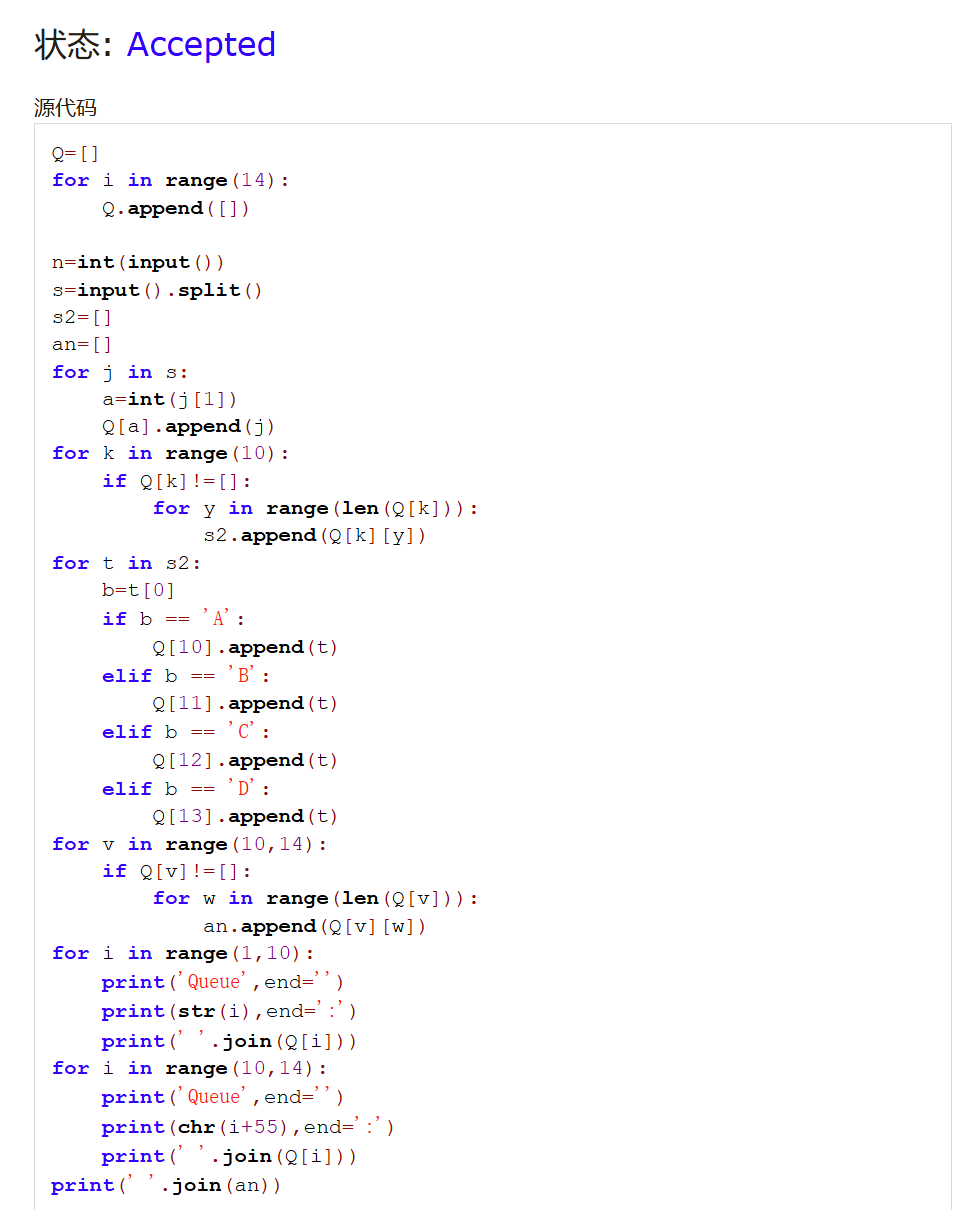 状态: Accepted
源代码
Q=[]
for i in range(14):
    Q.append([])

n=int(input())
s=input().split()
s2=[]
an=[]
for j in s:
    a=int(j[1])
    Q[a].append(j)
for k in range(10):
    if Q[k]!=[]:
        for y in range(len(Q[k])):
            s2.append(Q[k][y])
for t in s2:
    b=t[0]
    if b == 'A':
        Q[10].append(t)
    elif b == 'B':
        Q[11].append(t)
    elif b == 'C':
        Q[12].append(t)
    elif b == 'D':
        Q[13].append(t)
for v in range(10,14):
    if Q[v]!=[]:
        for w in range(len(Q[v])):
            an.append(Q[v][w])
for i in range(1,10):
    print('Queue',end='')
    print(str(i),end=':')
    print(' '.join(Q[i]))
for i in range(10,14):
    print('Queue',end='')
    print(chr(i+55),end=':')
    print(' '.join(Q[i]))
print(' '.join(an))